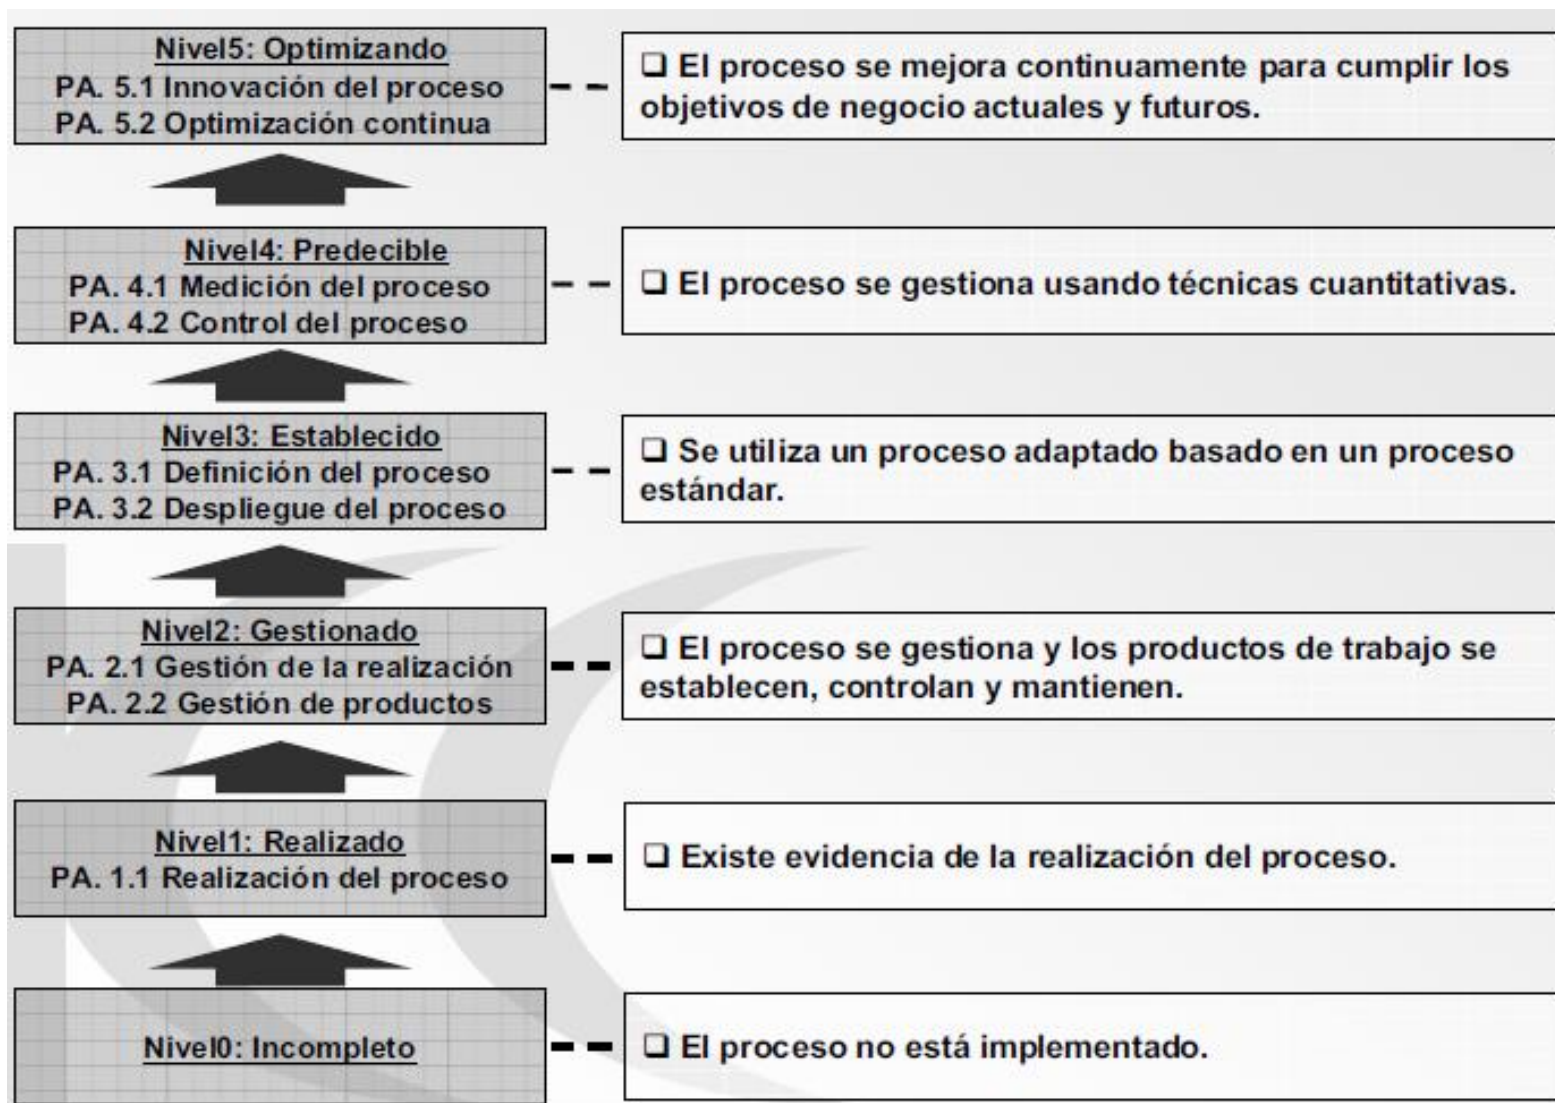 Nivel5: Optimizando
PA. 5.1 Innovación del proceso
PA. 5.2 Optimización continua
❑ El proceso se mejora continuamente para cumplir los
objetivos de negocio actuales y futuros.
Nivel4: Predecible
PA. 4.1 Medición del proceso
PA. 4.2 Control del proceso
❑ El proceso se gestiona usando técnicas cuantitativas.
Nivel3: Establecido
PA. 3.1 Definición del proceso
PA. 3.2 Despliegue del proceso
❑ Se utiliza un proceso adaptado basado en un proceso
estándar.
Nivel2: Gestionado
PA. 2.1 Gestión de la realización
PA. 2.2 Gestión de productos
❑ El proceso se gestiona y los productos de trabajo se
establecen, controlan y mantienen.
Nivel1: Realizado
PA. 1.1 Realización del proceso
❑ Existe evidencia de la realización del proceso.
Nivel0: Incompleto
❑ El proceso no está implementado.